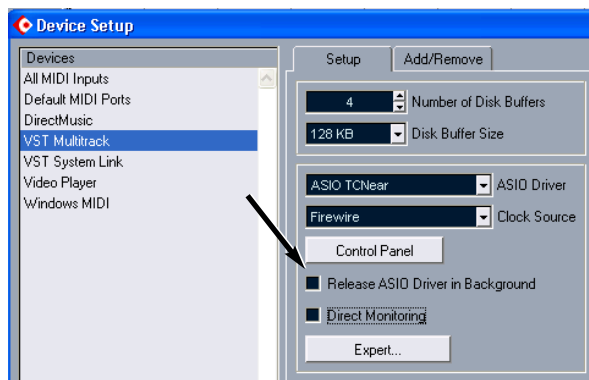 Device Setup
Devices
All MIDI Inputs
Default MIDI Ports
DirectMusic
VST Multitrack
VST System Link
Video Player
Windows MIDI
Setup
Add/Remove
4 Number of Disk Buffers
128 KB Disk Buffer Size
ASIO TCNear ASIO Driver
Firewire Clock Source
Control Panel
Release ASIO Driver in Background
Direct Monitoring
Expert...